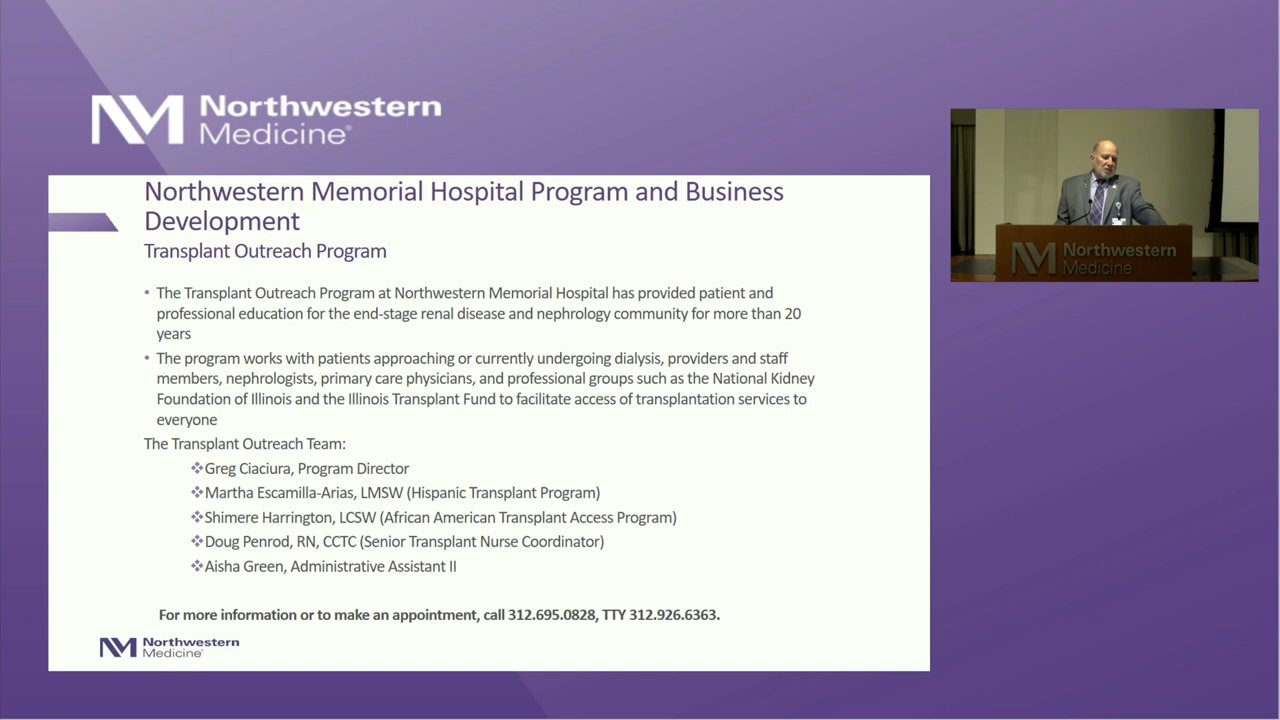 Northwestern
Medicine®
Northwestern Memorial Hospital Program and Business
Development
Transplant Outreach Program
• The Transplant Outreach Program at Northwestern Memorial Hospital has provided patient and
professional education for the end-stage renal disease and nephrology community for more than 20
years
• The program works with patients approaching or currently undergoing dialysis, providers and staff
members, nephrologists, primary care physicians, and professional groups such as the National Kidney
Foundation of Illinois and the Illinois Transplant Fund to facilitate access of transplantation services to
everyone
The Transplant Outreach Team:
❖Greg Ciaciura, Program Director
❖Martha Escamilla-Arias, LMSW (Hispanic Transplant Program)
❖Shimere Harrington, LCSW (African American Transplant Access Program)
❖Doug Penrod, RN, CCTC (Senior Transplant Nurse Coordinator)
❖Aisha Green, Administrative Assistant II
For more information or to make an appointment, call 312.695.0828, TTY 312.926.6363.
Northwestern
Medicine®
Northwestern
Medicine